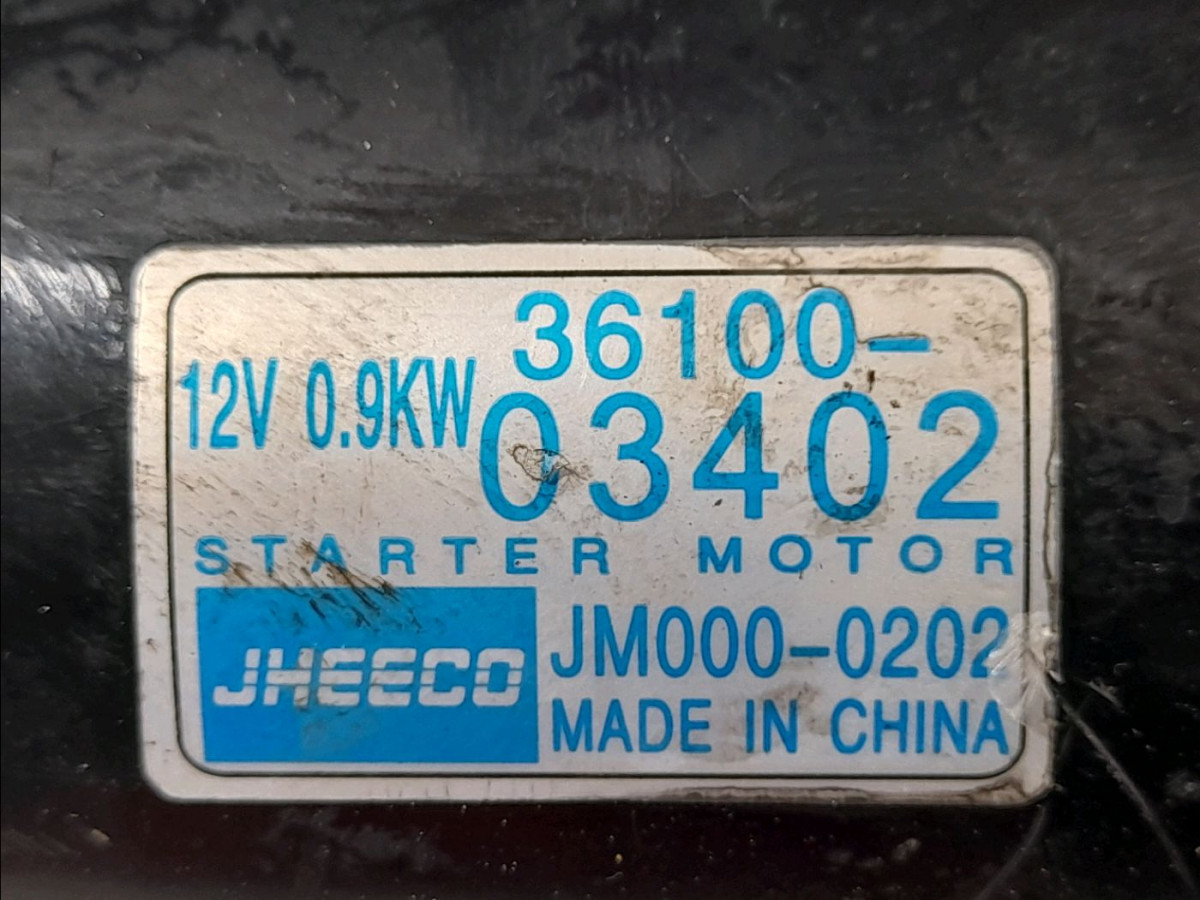 36100-
12V 0.9KW 03402
STARTER MOTOR
JHEECO JM000-0202
MADE IN CHINA